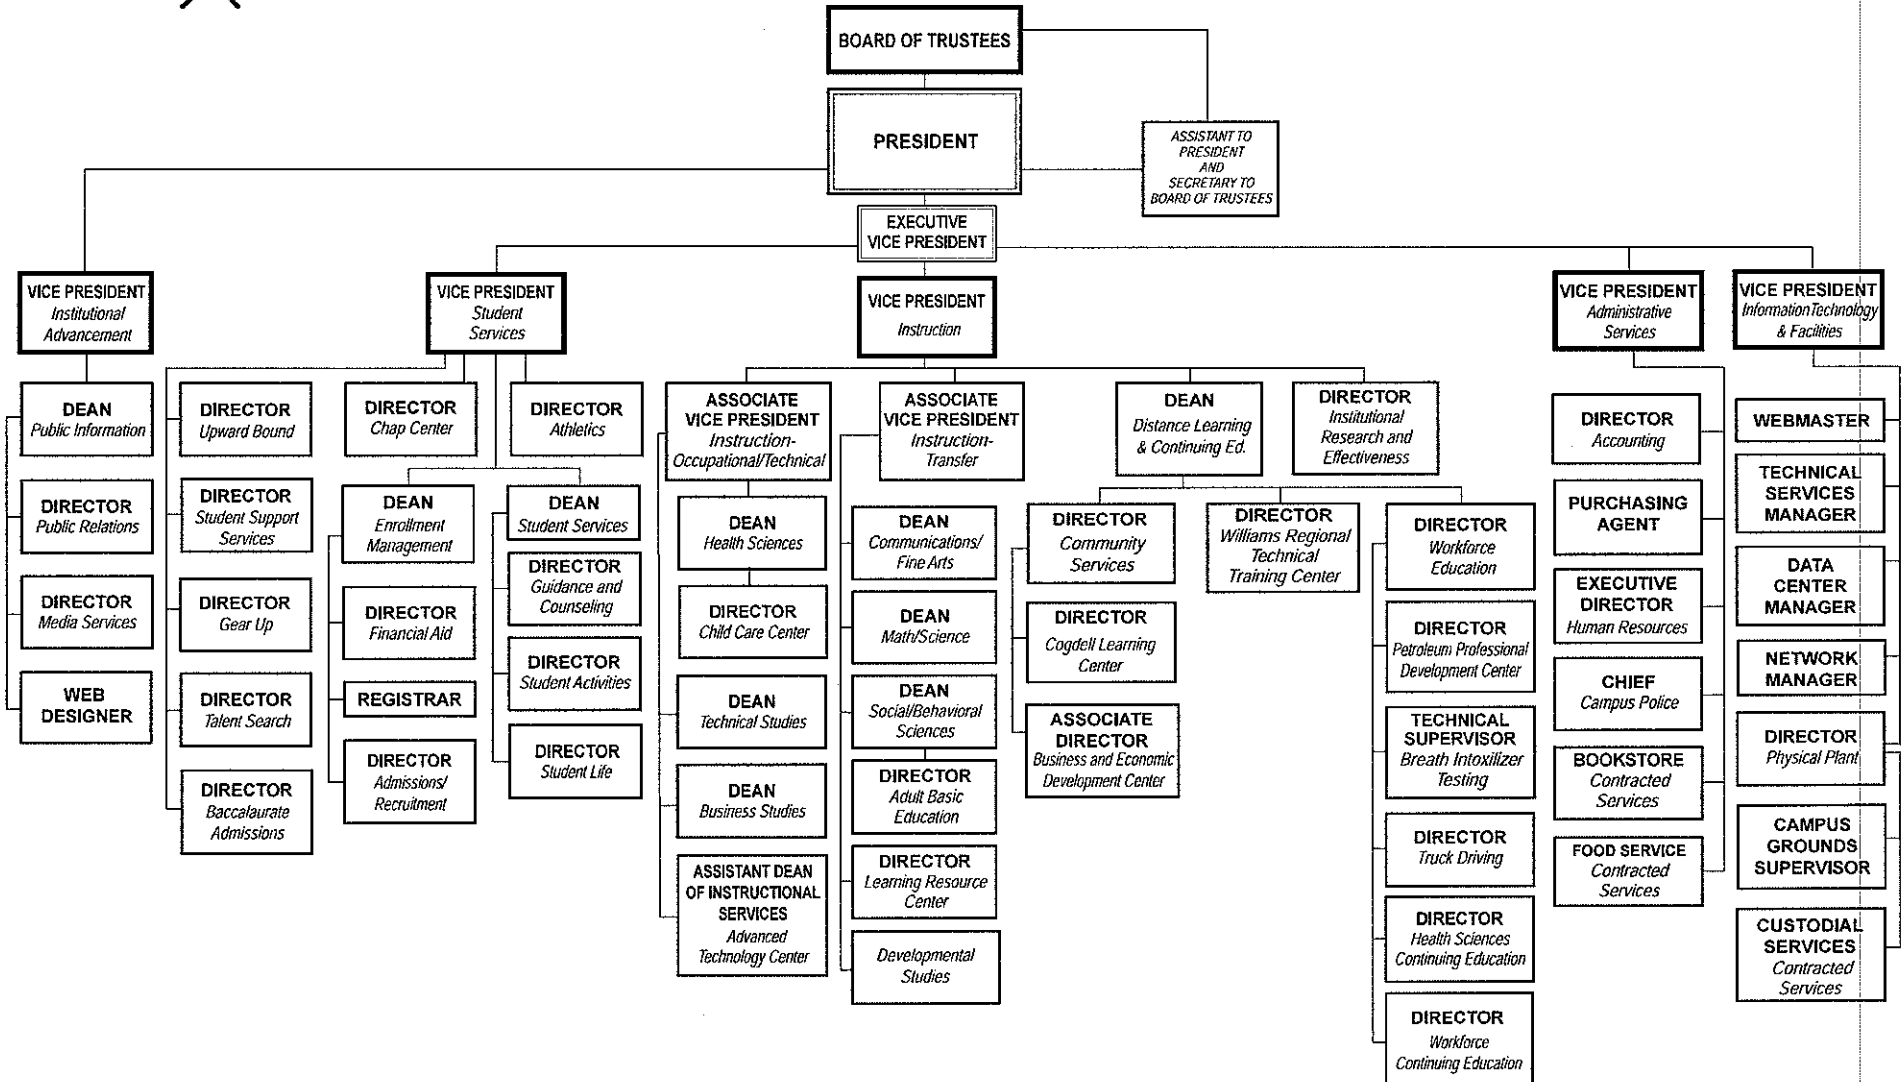 BOARD OF TRUSTEES
PRESIDENT
ASSISTANT TO
PRESIDENT
AND
SECRETARY TO
BOARD OF TRUSTEES
EXECUTIVE
VICE PRESIDENT
VICE PRESIDENT
Institutional
Advancement
VICE PRESIDENT
Student
Services
VICE PRESIDENT
Instruction
VICE PRESIDENT
Administrative
Services
VICE PRESIDENT
Information Technology
& Facilities
DEAN
Public Information
DIRECTOR
Public Relations
DIRECTOR
Media Services
WEB
DESIGNER
DIRECTOR
Upward Bound
DIRECTOR
Student Support
Services
DIRECTOR
Gear Up
DIRECTOR
Talent Search
DIRECTOR
Baccalaurate
Admissions
DIRECTOR
Chap Center
DIRECTOR
Athletics
DEAN
Enrollment
Management
DIRECTOR
Financial Aid
REGISTRAR
DIRECTOR
Admissions/
Recruitment
DEAN
Student Services
DIRECTOR
Guidance and
Counseling
DIRECTOR
Student Activities
DIRECTOR
Student Life
ASSOCIATE
VICE PRESIDENT
Instruction-
Occupational/Technical
DEAN
Health Sciences
DIRECTOR
Child Care Center
DEAN
Technical Studies
DEAN
Business Studies
ASSISTANT DEAN
OF INSTRUCTIONAL
SERVICES
Advanced
Technology Center
ASSOCIATE
VICE PRESIDENT
Instruction-
Transfer
DEAN
Communications/
Fine Arts
DEAN
Math/Science
DEAN
Social/Behavioral
Sciences
DIRECTOR
Adult Basic
Education
DIRECTOR
Learning Resource
Center
Developmental
Studies
DEAN
Distance Learning
& Continuing Ed.
DIRECTOR
Institutional
Research and
Effectiveness
DIRECTOR
Community
Services
DIRECTOR
Cogdell Learning
Center
ASSOCIATE
DIRECTOR
Business and Economic
Development Center
DIRECTOR
Williams Regional
Technical
Training Center
DIRECTOR
Workforce
Education
DIRECTOR
Petroleum Professional
Development Center
TECHNICAL
SUPERVISOR
Breath Intoxilizer
Testing
DIRECTOR
Truck Driving
DIRECTOR
Health Sciences
Continuing Education
DIRECTOR
Workforce
Continuing Education
DIRECTOR
Accounting
PURCHASING
AGENT
EXECUTIVE
DIRECTOR
Human Resources
CHIEF
Campus Police
BOOKSTORE
Contracted
Services
FOOD SERVICE
Contracted
Services
WEBMASTER
TECHNICAL
SERVICES
MANAGER
DATA
CENTER
MANAGER
NETWORK
MANAGER
DIRECTOR
Physical Plant
CAMPUS
GROUNDS
SUPERVISOR
CUSTODIAL
SERVICES
Contracted
Services